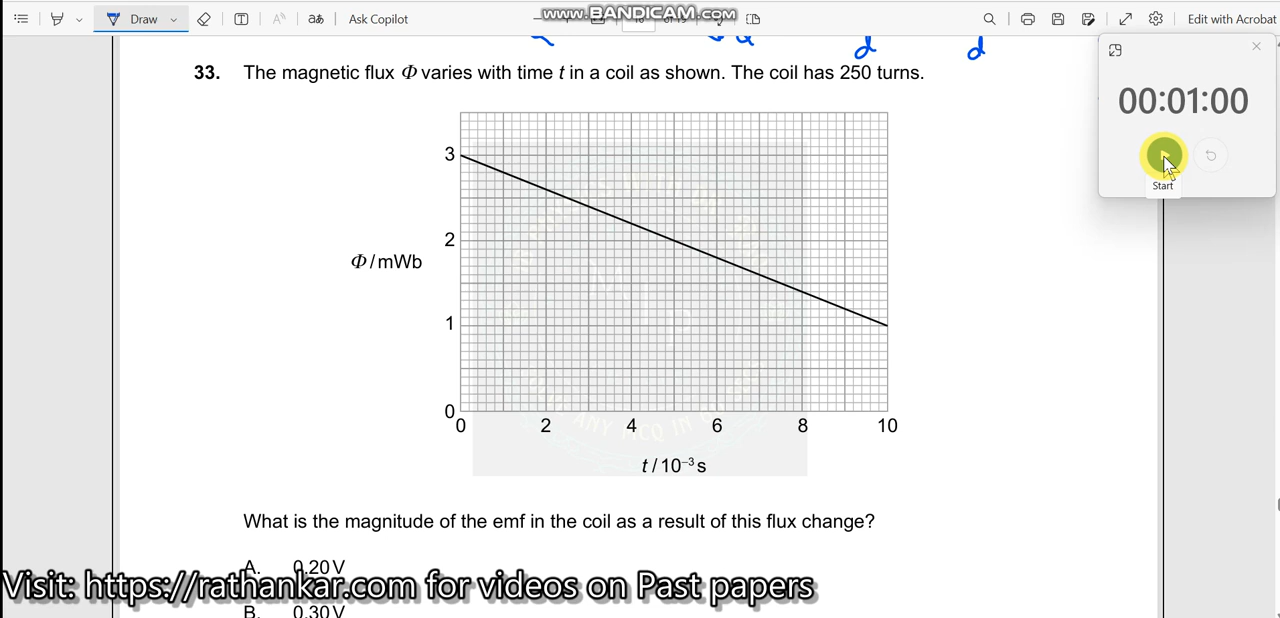 Draw
aあ
Ask Copilot
www.BANDICAM.com
Edit with Acrobat
33. The magnetic flux Φ varies with time t in a coil as shown. The coil has 250 turns.
00:01:00
Start
3
2
Φ / mWb
1
0
0 2 4 6 8 10
t / 10⁻³ s
What is the magnitude of the emf in the coil as a result of this flux change?
A. 0.20 V
Visit: https://rathankar.com for videos on Past papers
B. 0.30 V